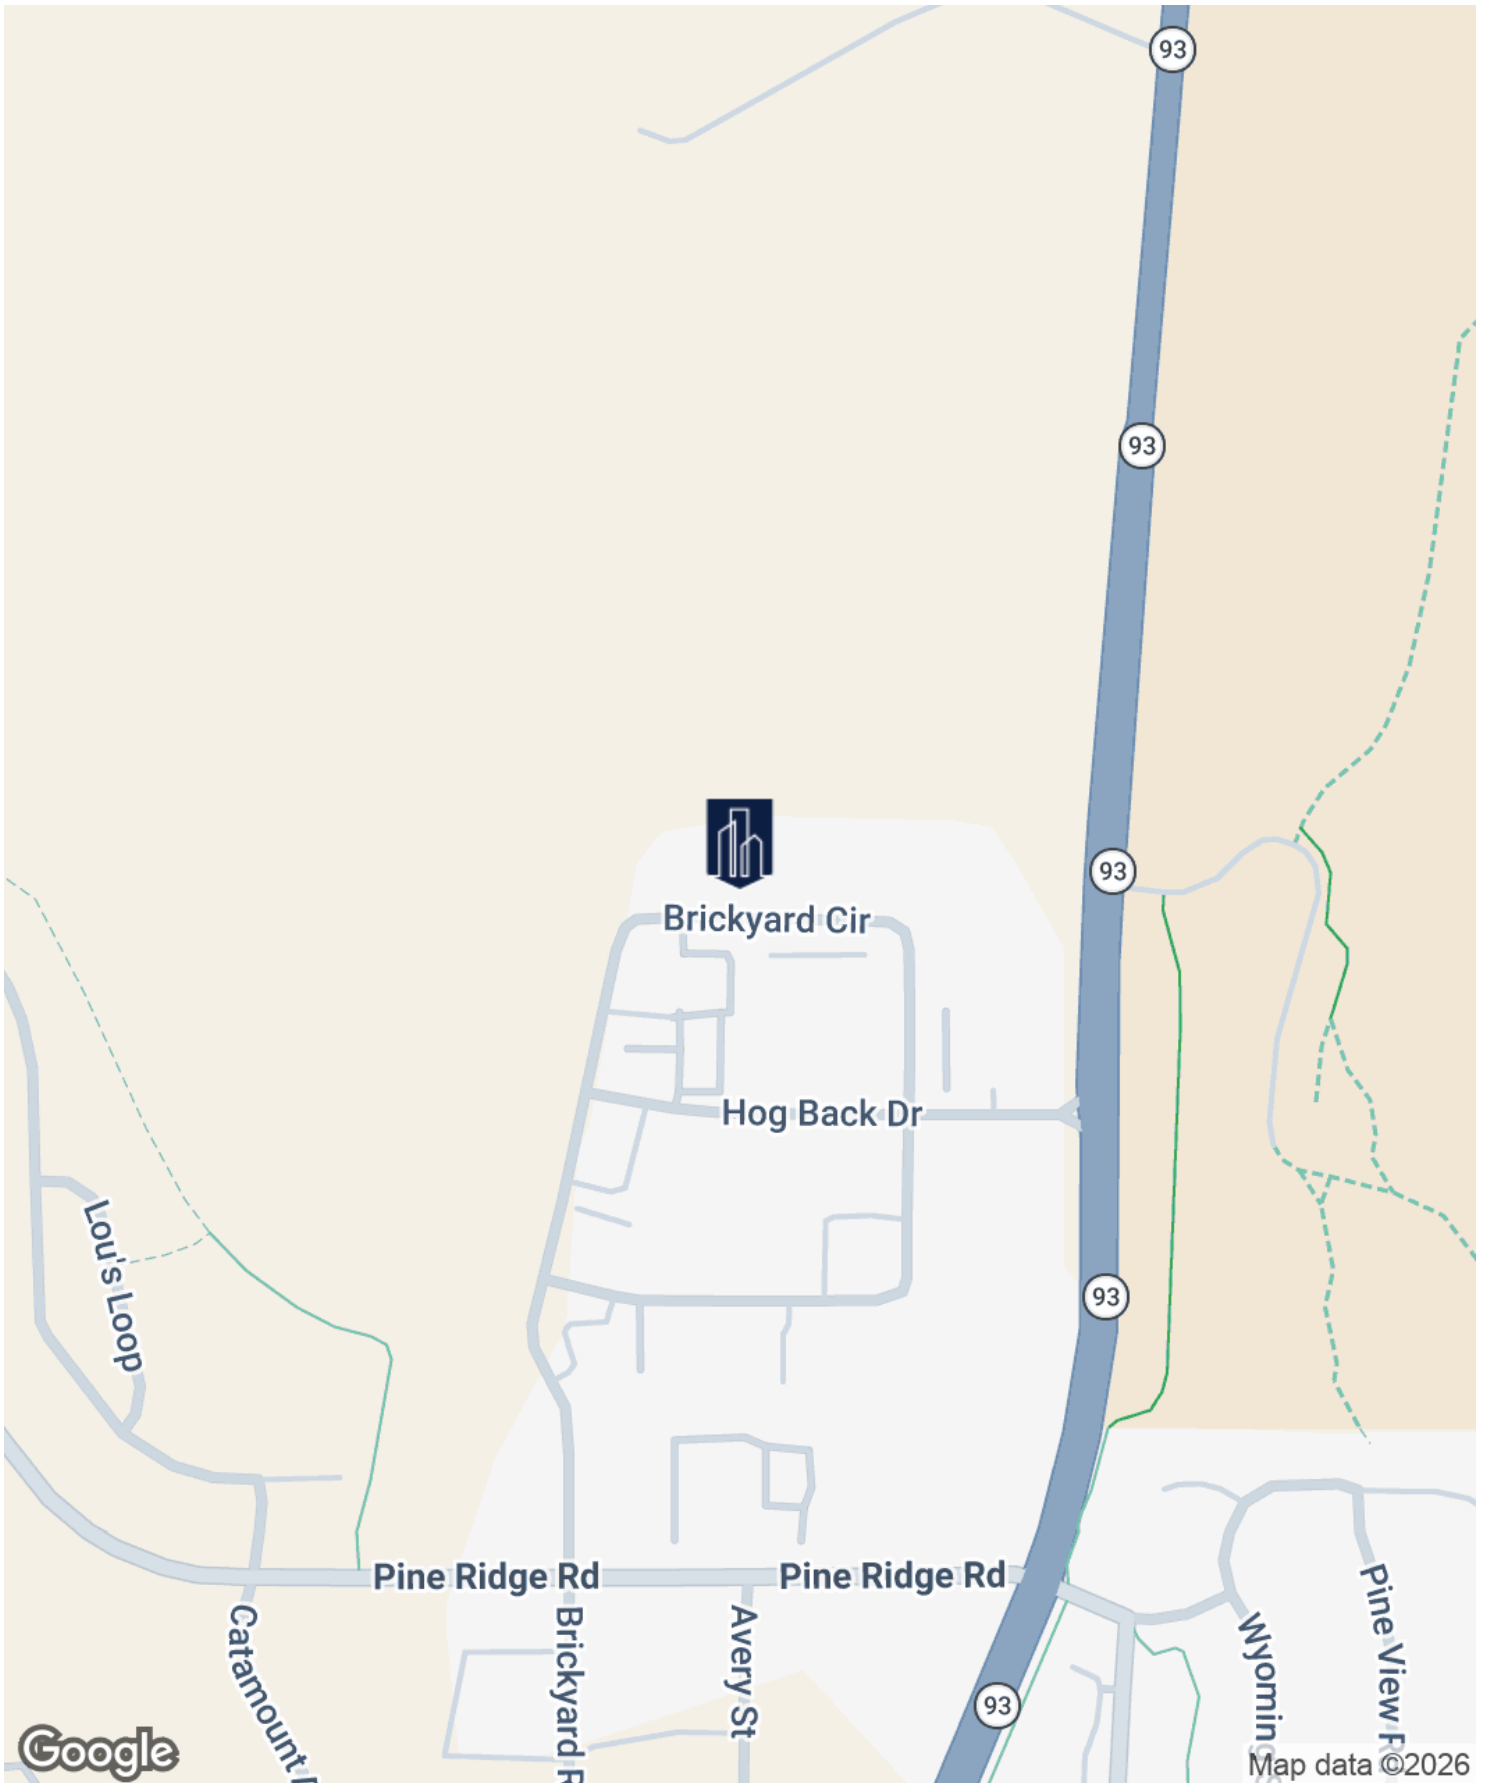 93
93
93
Brickyard Cir
Hog Back Dr
Lou's Loop
93
Pine Ridge Rd
Pine Ridge Rd
Catamount
Brickyard R
Avery St
Wyoming
Pine View R
93
Google
Map data ©2026